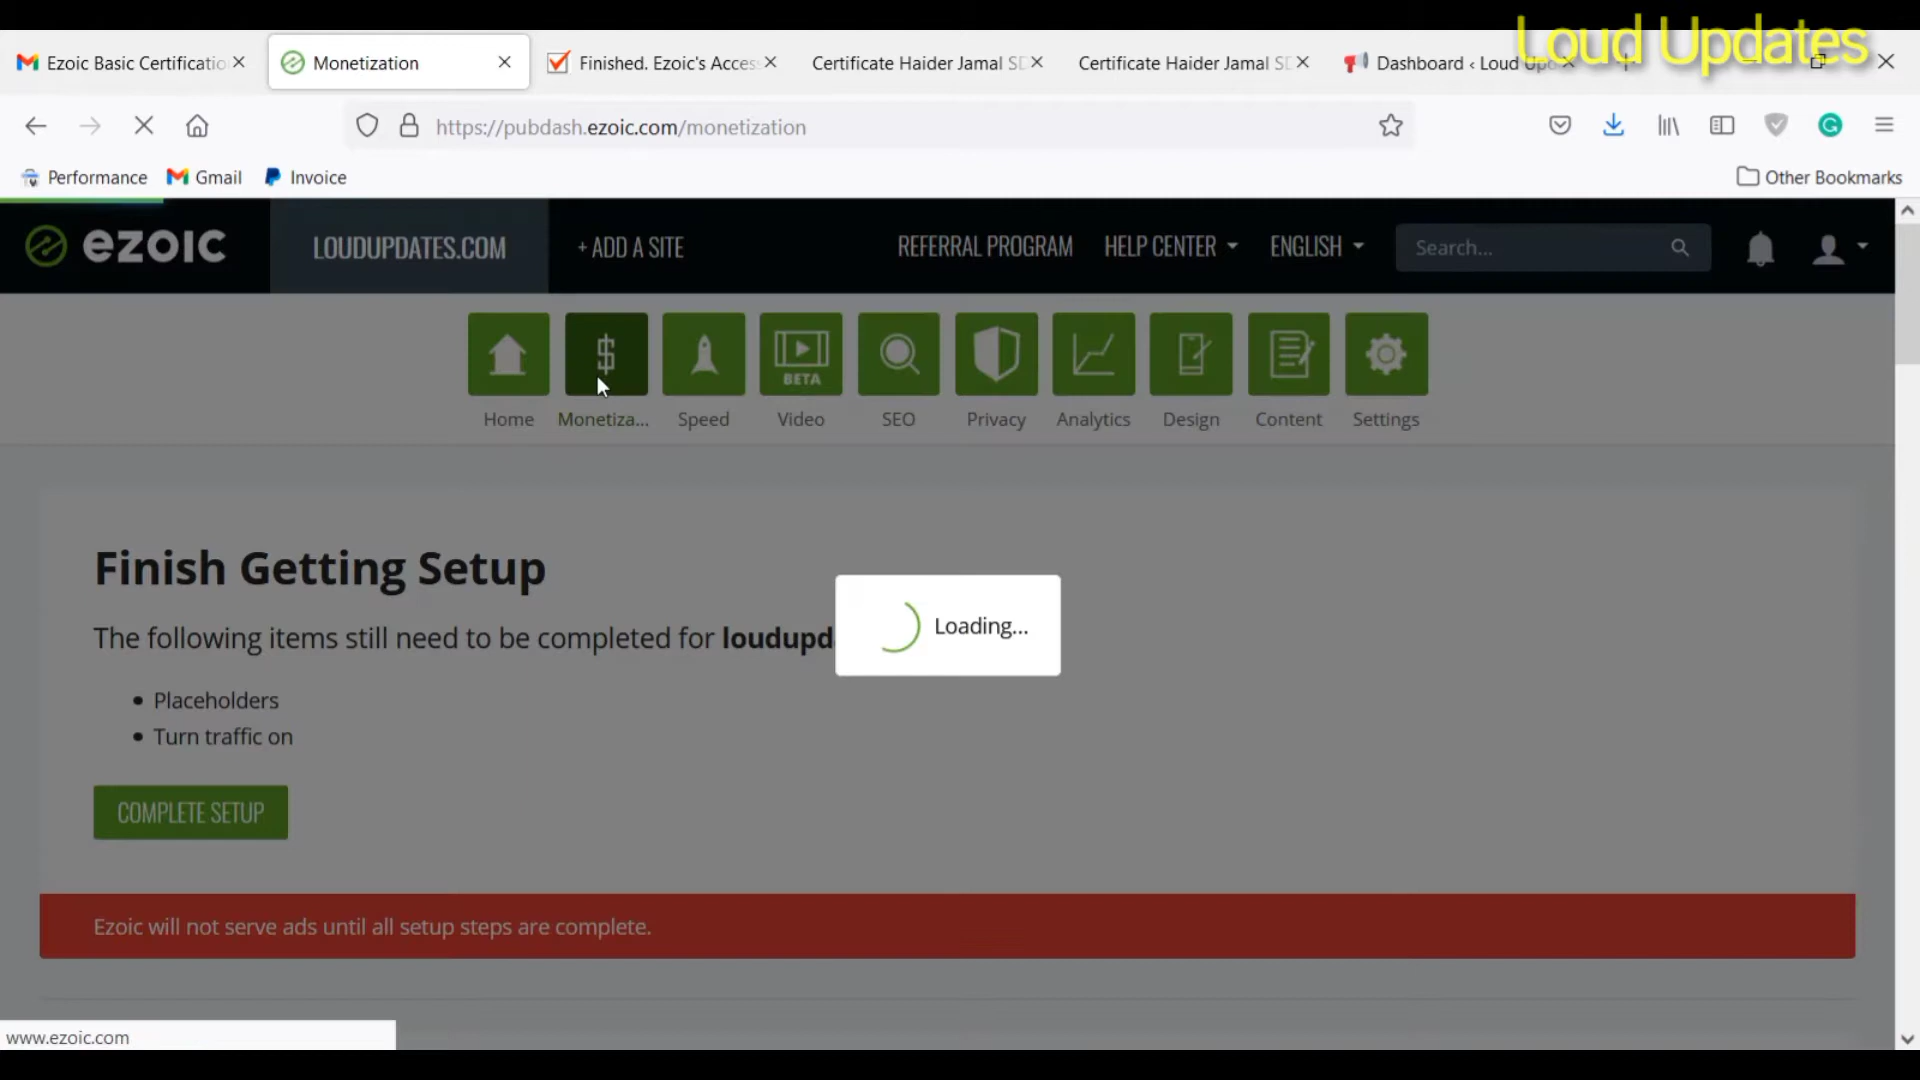 Loud Updates
Ezoic Basic Certificatio
Monetization
Finished. Ezoic's Acces
Certificate Haider Jamal SD
Certificate Haider Jamal SD
Dashboard ‹ Loud Upd
https://pubdash.ezoic.com/monetization
Performance
Gmail
Invoice
Other Bookmarks
ezoic
LOUDUPDATES.COM
+ ADD A SITE
REFERRAL PROGRAM
HELP CENTER
ENGLISH
Search...
BETA
Home
Monetiza...
Speed
Video
SEO
Privacy
Analytics
Design
Content
Settings
Finish Getting Setup
The following items still need to be completed for loudupd
Loading...
Placeholders
Turn traffic on
COMPLETE SETUP
Ezoic will not serve ads until all setup steps are complete.
www.ezoic.com